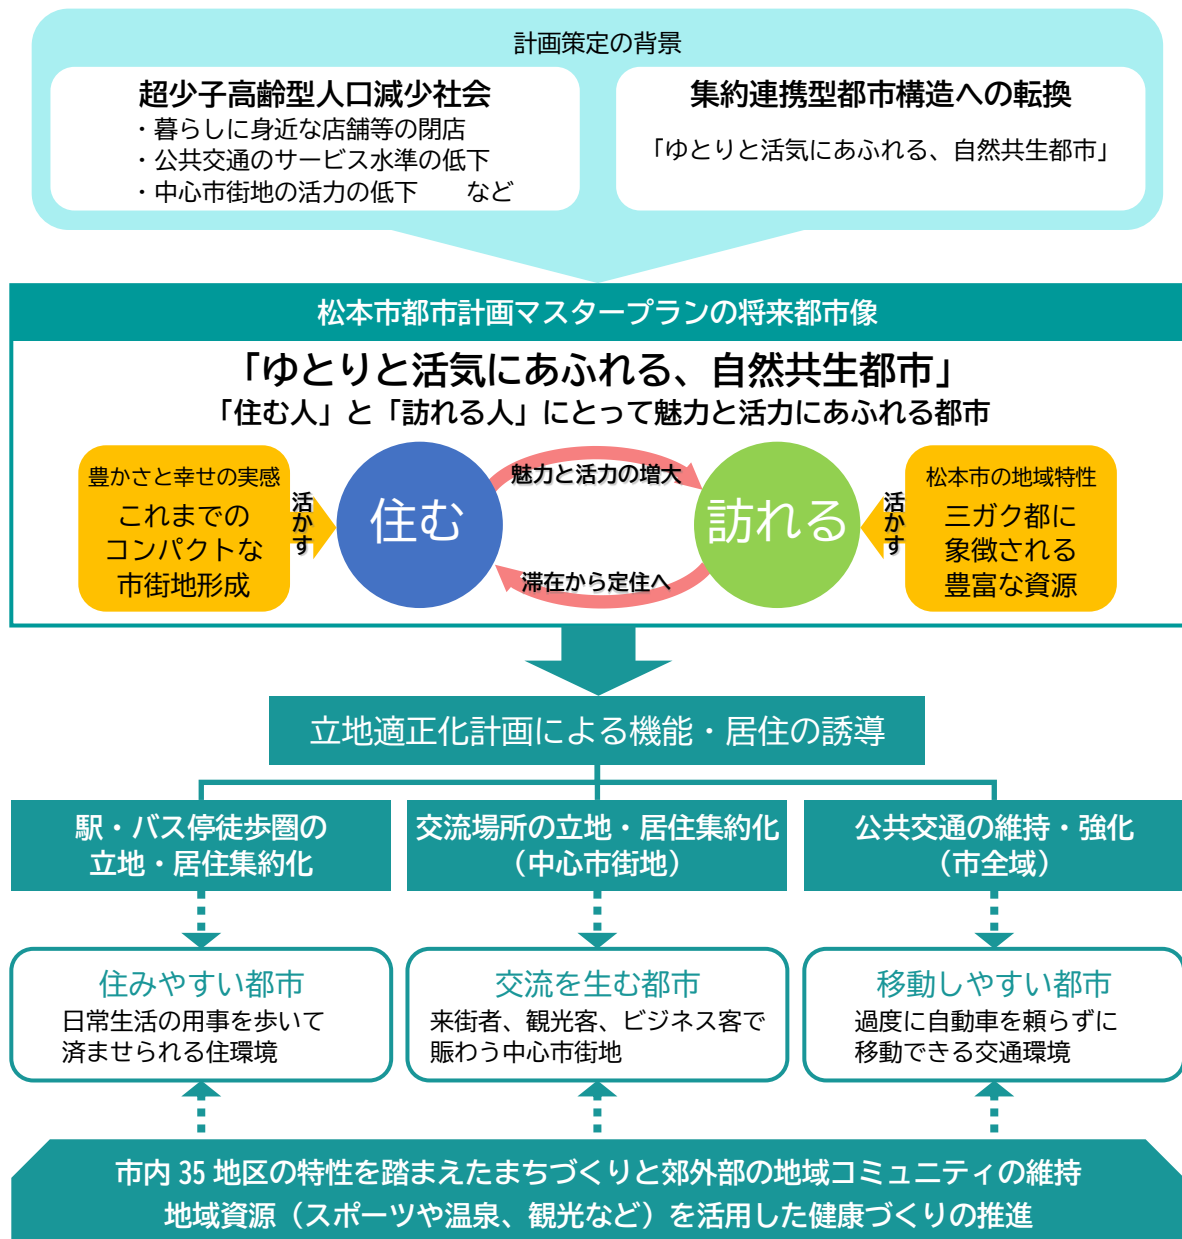 計画策定の背景
超少子高齢型人口減少社会
・暮らしに身近な店舗等の閉店
・公共交通のサービス水準の低下
・中心市街地の活力の低下　　など
集約連携型都市構造への転換
「ゆとりと活気にあふれる、自然共生都市」
松本市都市計画マスタープランの将来都市像
「ゆとりと活気にあふれる、自然共生都市」
「住む人」と「訪れる人」にとって魅力と活力にあふれる都市
豊かさと幸せの実感
これまでの
コンパクトな
市街地形成
活かす
住む
魅力と活力の増大
滞在から定住へ
訪れる
活かす
松本市の地域特性
三ガク都に
象徴される
豊富な資源
立地適正化計画による機能・居住の誘導
駅・バス停徒歩圏の
立地・居住集約化
交流場所の立地・居住集約化
（中心市街地）
公共交通の維持・強化
（市全域）
住みやすい都市
日常生活の用事を歩いて
済ませられる住環境
交流を生む都市
来街者、観光客、ビジネス客で
賑わう中心市街地
移動しやすい都市
過度に自動車を頼らずに
移動できる交通環境
市内 35 地区の特性を踏まえたまちづくりと郊外部の地域コミュニティの維持
地域資源（スポーツや温泉、観光など）を活用した健康づくりの推進